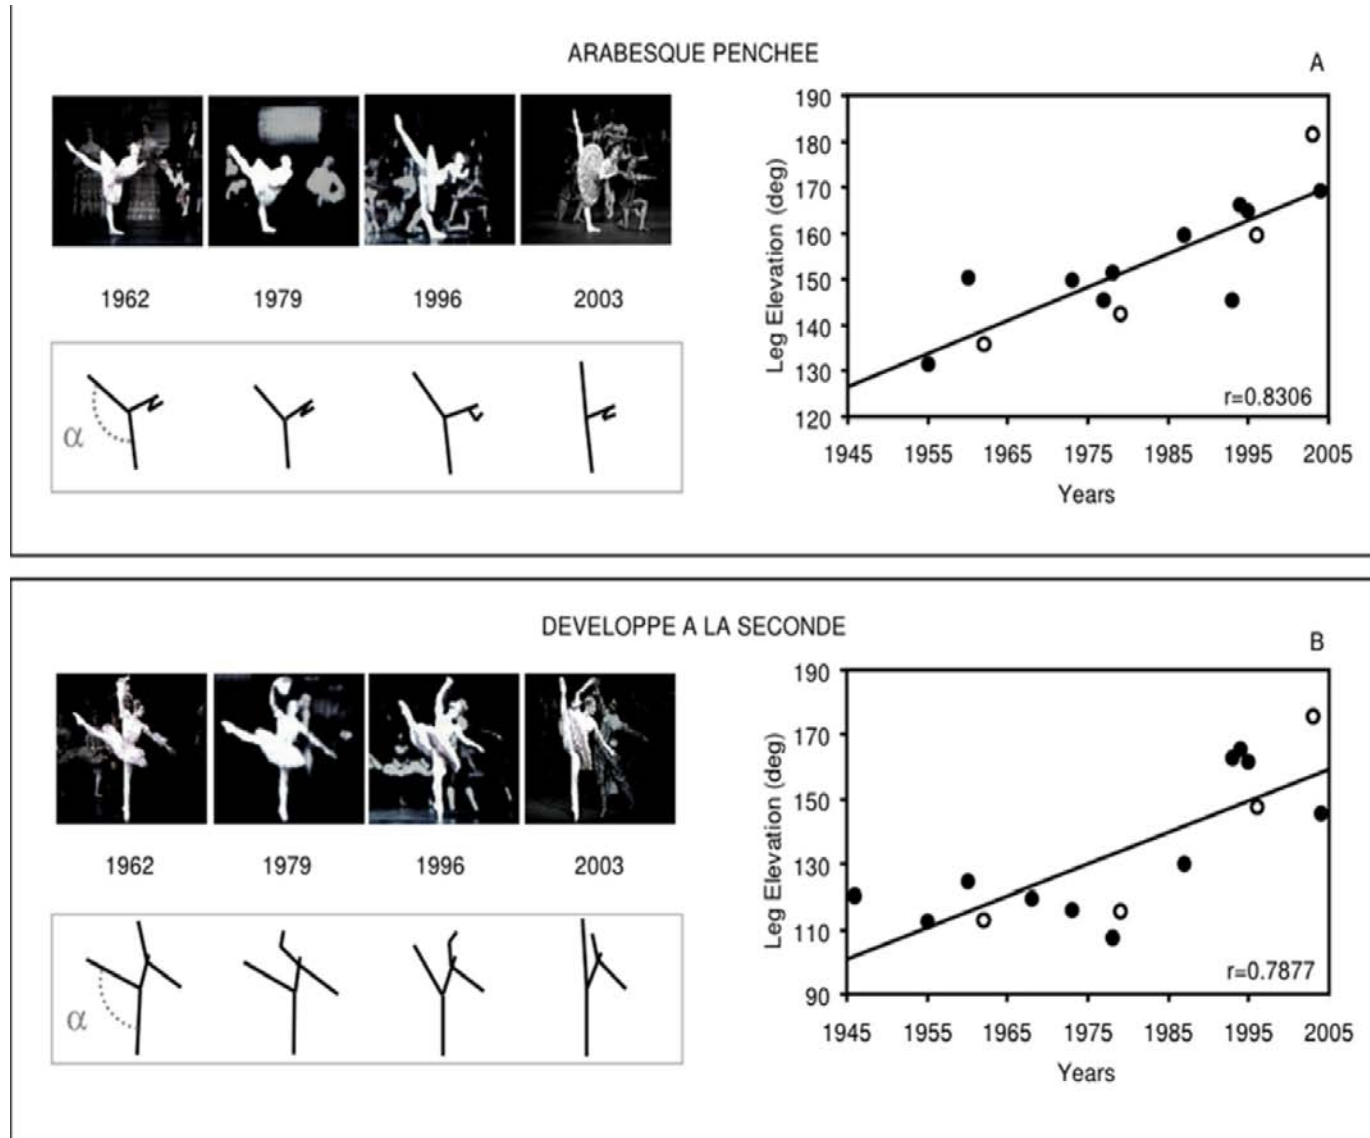 ARABESQUE PENCHEE
A
1962 1979 1996 2003
α
Leg Elevation (deg)
190
180
170
160
150
140
130
120
r=0.8306
1945 1955 1965 1975 1985 1995 2005
Years
DEVELOPPE A LA SECONDE
B
1962 1979 1996 2003
α
Leg Elevation (deg)
190
170
150
130
110
90
r=0.7877
1945 1955 1965 1975 1985 1995 2005
Years